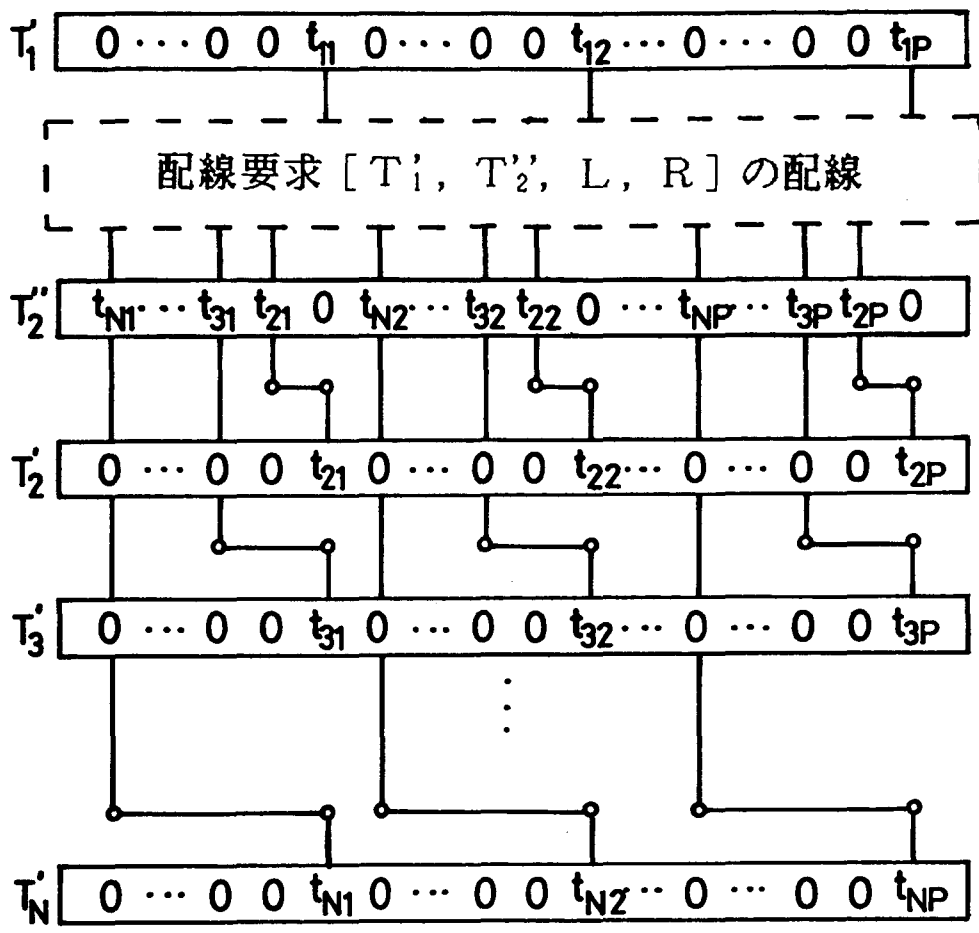 T'₁ 0 ⋯ 0 0 t₁₁ 0 ⋯ 0 0 t₁₂ ⋯ 0 ⋯ 0 0 t₁P
配線要求 [ T'₁, T''₂, L, R ] の配線
T''₂ tN₁ ⋯ t₃₁ t₂₁ 0 tN₂ ⋯ t₃₂ t₂₂ 0 ⋯ tNP ⋯ t₃P t₂P 0
T'₂ 0 ⋯ 0 0 t₂₁ 0 ⋯ 0 0 t₂₂ ⋯ 0 ⋯ 0 0 t₂P
T'₃ 0 ⋯ 0 0 t₃₁ 0 ⋯ 0 0 t₃₂ ⋯ 0 ⋯ 0 0 t₃P
⋮
T'N 0 ⋯ 0 0 tN₁ 0 ⋯ 0 0 tN₂ ⋯ 0 ⋯ 0 0 tNP